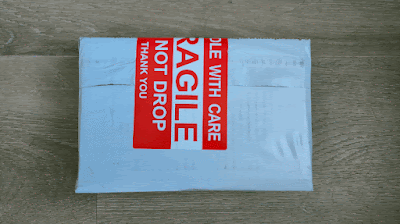 DLE WITH CARE
RAGILE
NOT DROP
THANK YOU